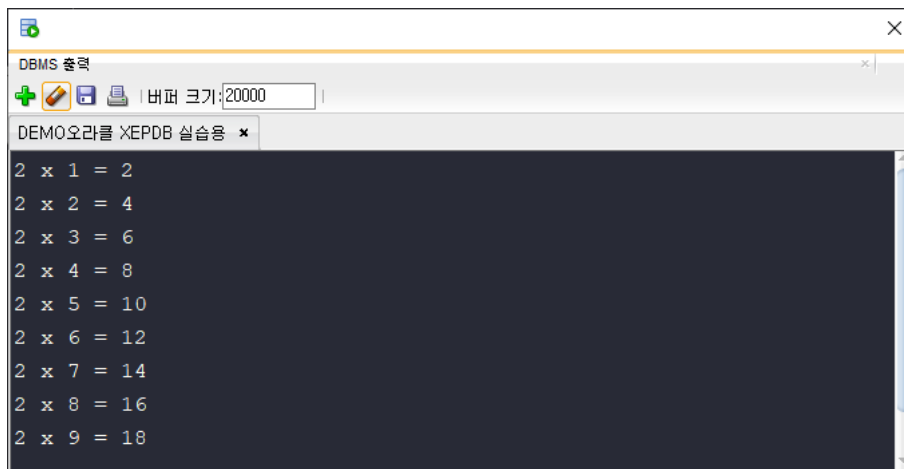 DBMS 출력
버퍼 크기:20000
DEMO오라클 XEPDB 실습용
2 x 1 = 2
2 x 2 = 4
2 x 3 = 6
2 x 4 = 8
2 x 5 = 10
2 x 6 = 12
2 x 7 = 14
2 x 8 = 16
2 x 9 = 18